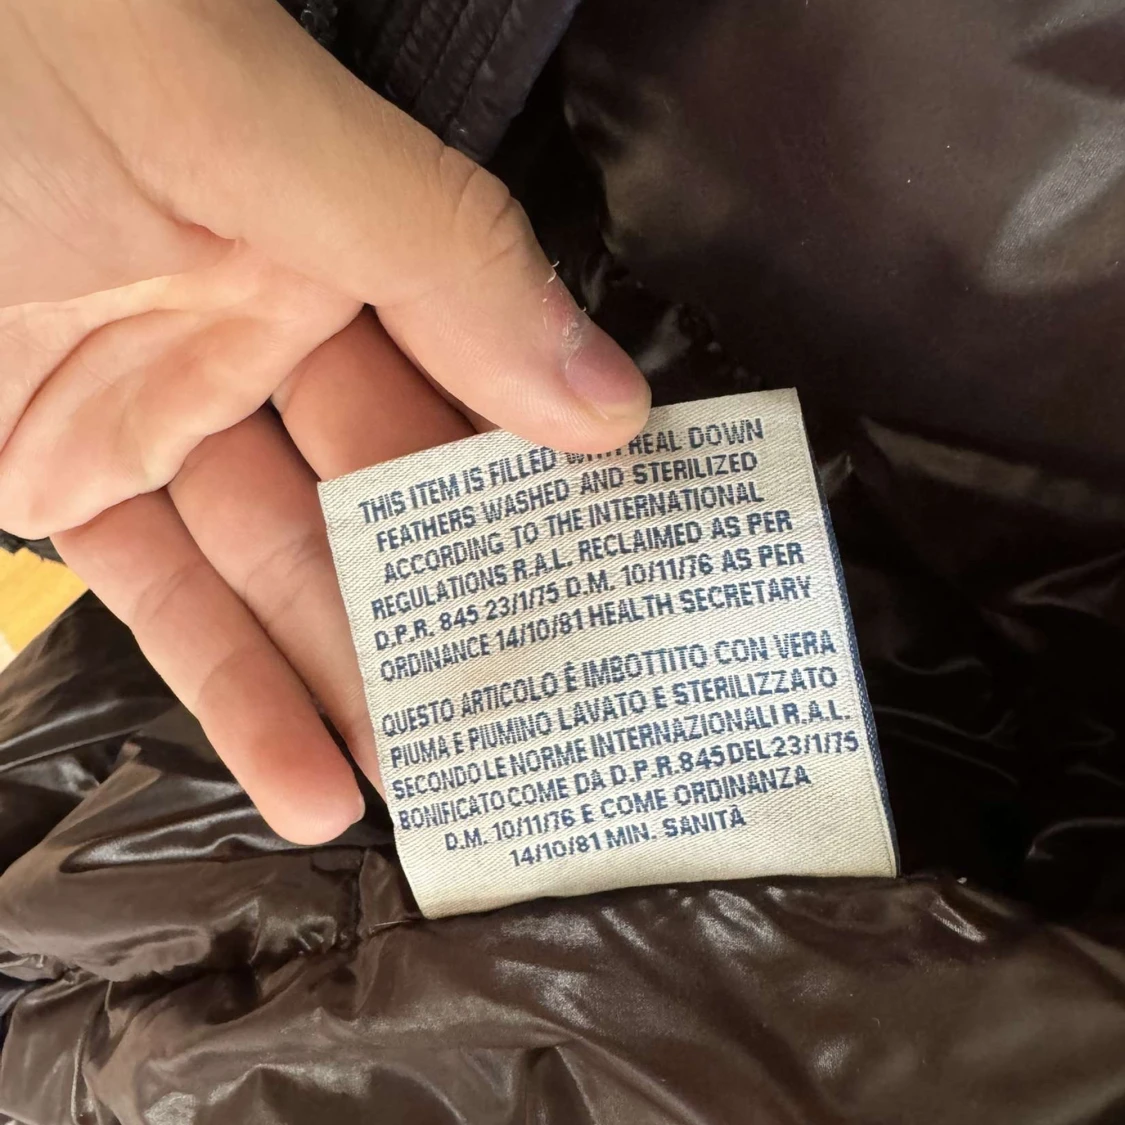 THIS ITEM IS FILLED WITH REAL DOWN
FEATHERS WASHED AND STERILIZED
ACCORDING TO THE INTERNATIONAL
REGULATIONS R.A.L. RECLAIMED AS PER
D.P.R. 845 23/1/75 D.M. 10/11/76 AS PER
ORDINANCE 14/10/81 HEALTH SECRETARY
QUESTO ARTICOLO È IMBOTTITO CON VERA
PIUMA E PIUMINO LAVATO E STERILIZZATO
SECONDO LE NORME INTERNAZIONALI R.A.L.
BONIFICATO COME DA D.P.R. 845 DEL 23/1/75
D.M. 10/11/76 E COME ORDINANZA
14/10/81 MIN. SANITÀ